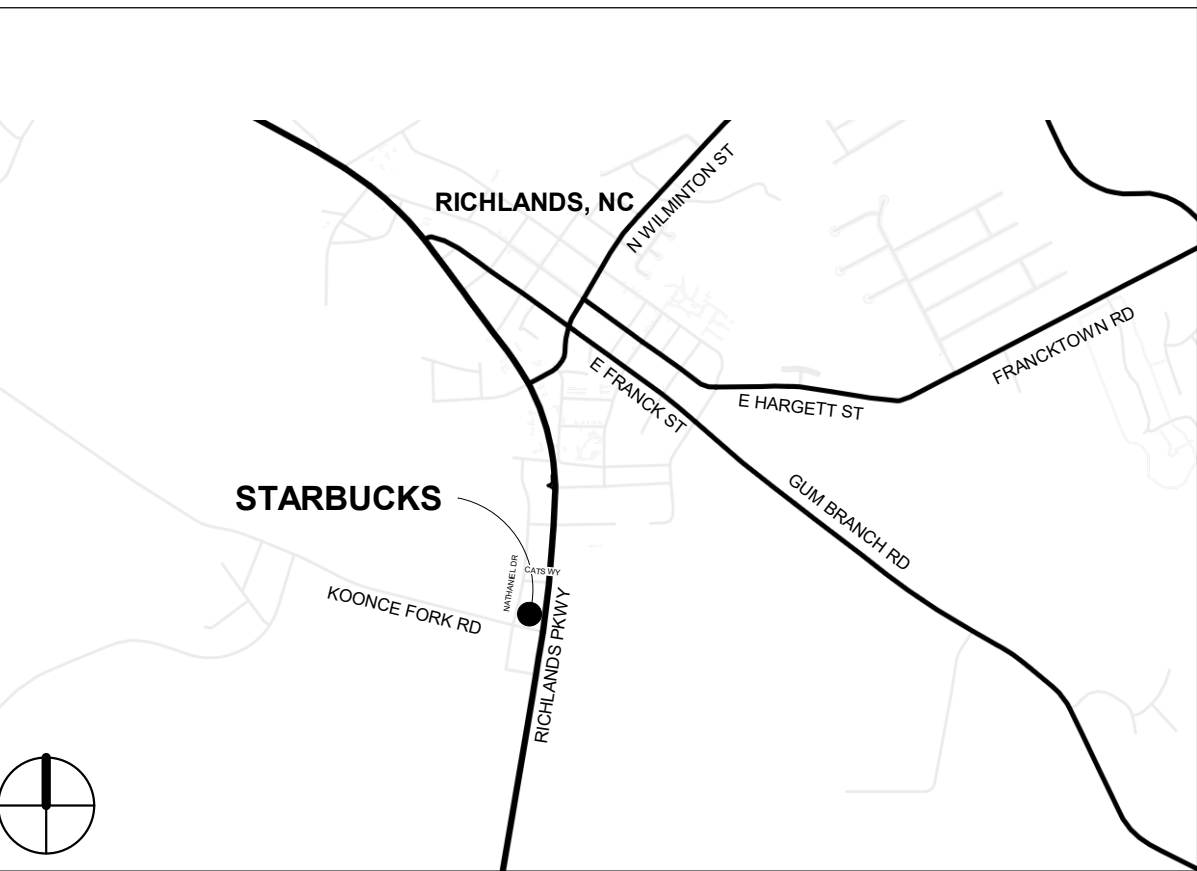 RICHLANDS, NC
N WILMINTON ST
FRANCKTOWN RD
E FRANCK ST
E HARGETT ST
STARBUCKS
GUM BRANCH RD
NATHANIEL DR
CATS WY
KOONCE FORK RD
RICHLANDS PKWY